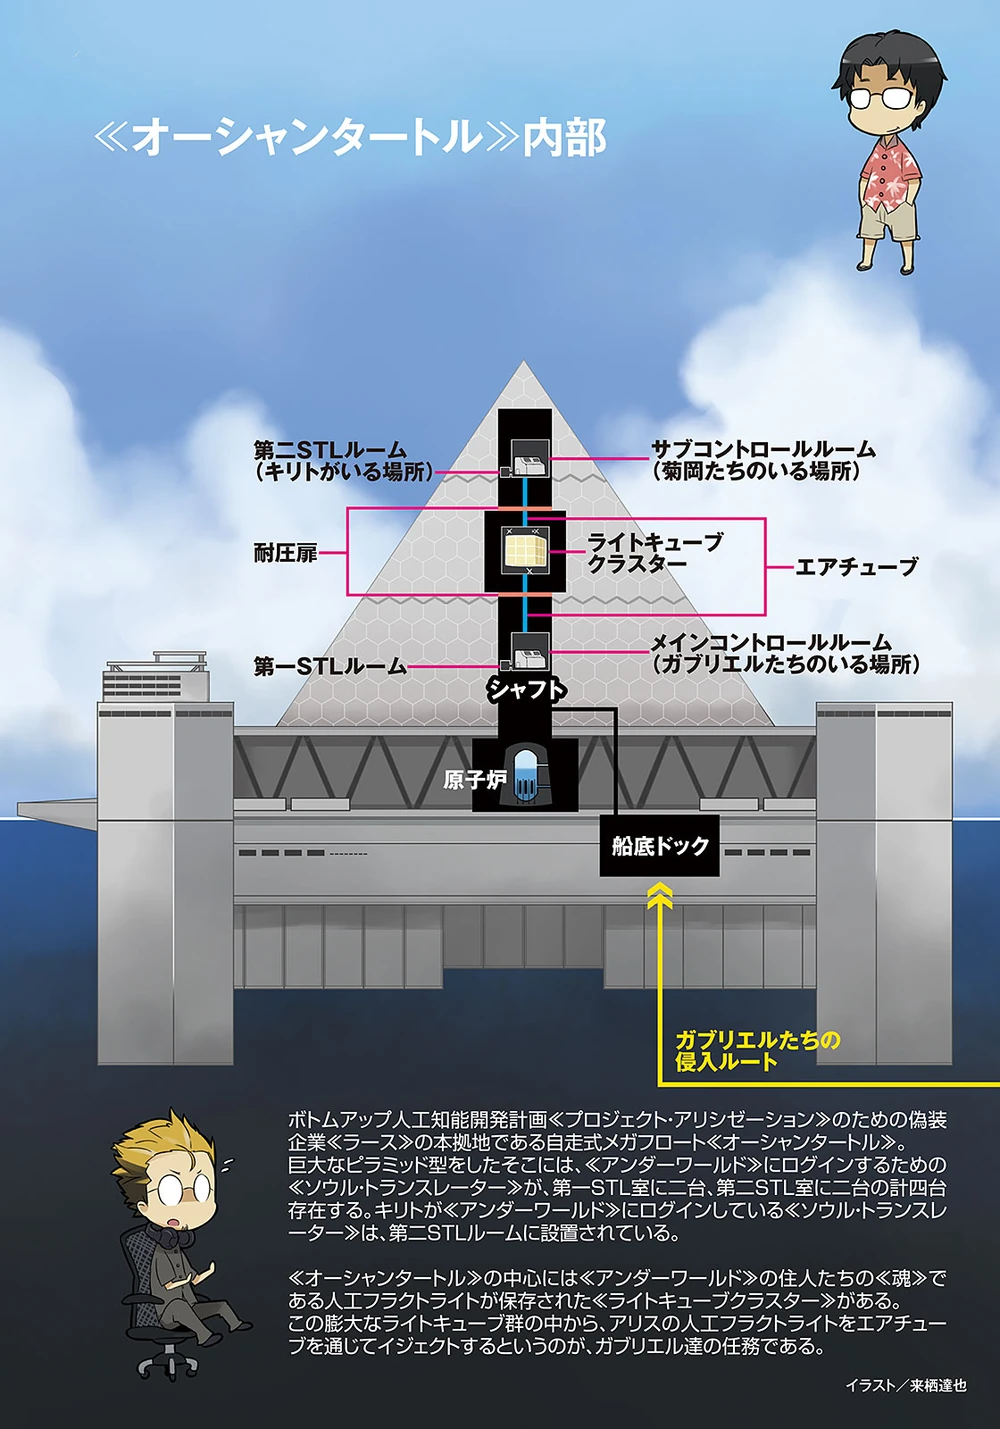 ≪オーシャンタートル≫内部
第二STLルーム
(キリトがいる場所)
サブコントロールルーム
(菊岡たちのいる場所)
耐圧扉
ライトキューブ
クラスター
エアチューブ
第一STLルーム
メインコントロールルーム
(ガブリエルたちのいる場所)
シャフト
原子炉
船底ドック
ガブリエルたちの
侵入ルート
ボトムアップ人工知能開発計画≪プロジェクト・アリシゼーション≫のための偽装
企業≪ラース≫の本拠地である自走式メガフロート≪オーシャンタートル≫。
巨大なピラミッド型をしたそこには、≪アンダーワールド≫にログインするための
≪ソウル・トランスレーター≫が、第一STL室に二台、第二STL室に二台の計四台
存在する。キリトが≪アンダーワールド≫にログインしている≪ソウル・トランスレ
ーター≫は、第二STLルームに設置されている。
≪オーシャンタートル≫の中心には≪アンダーワールド≫の住人たちの≪魂≫で
ある人工フラクトライトが保存された≪ライトキューブクラスター≫がある。
この膨大なライトキューブ群の中から、アリスの人工フラクトライトをエアチュー
ブを通じてイジェクトするというのが、ガブリエル達の任務である。
イラスト／来栖達也